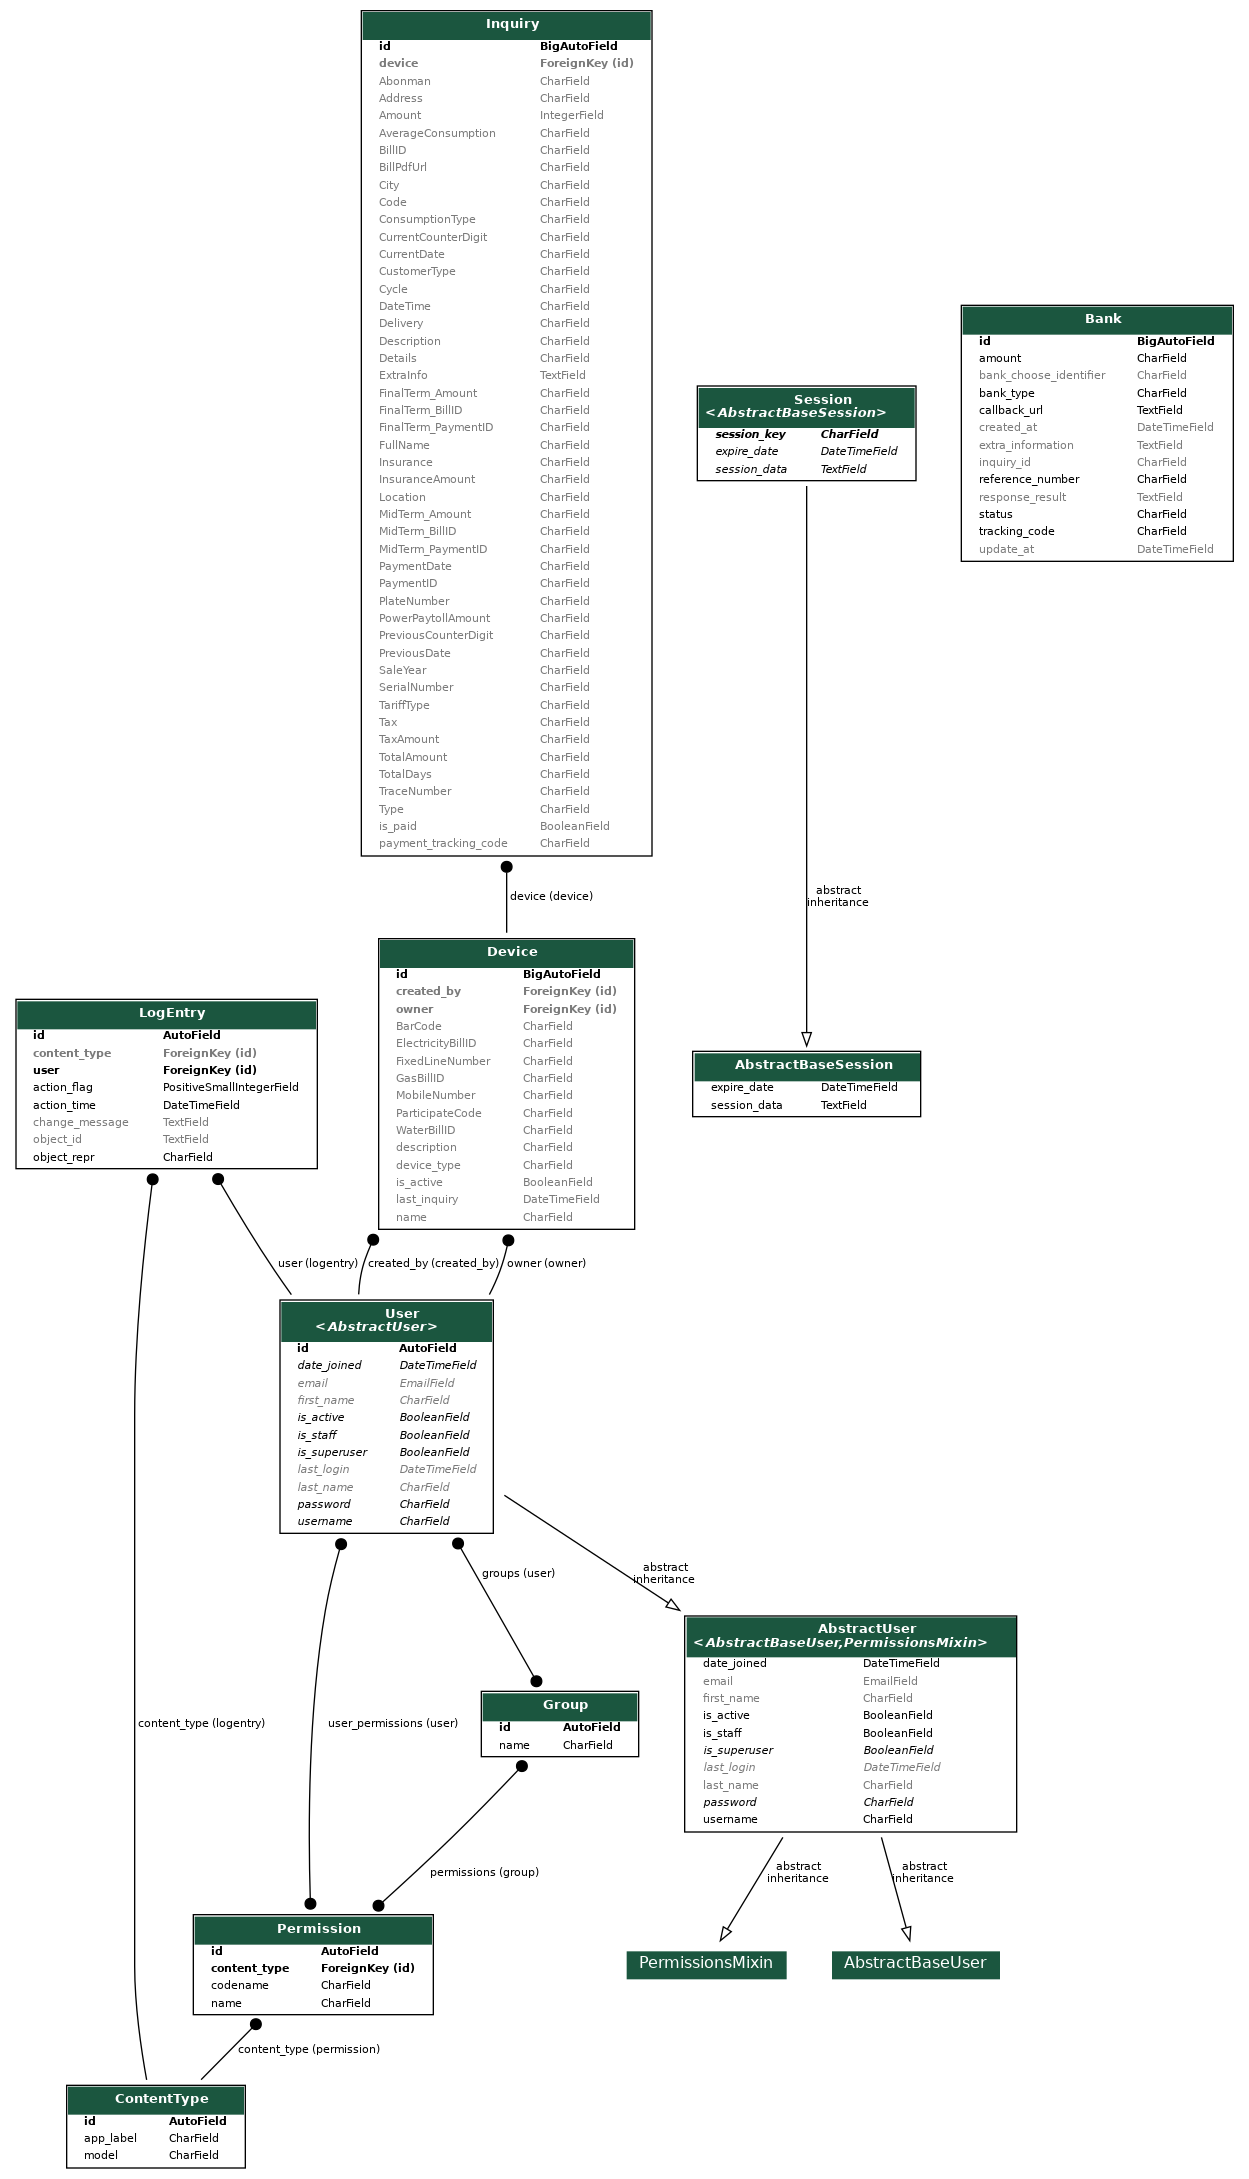 Inquiry
id BigAutoField
device ForeignKey (id)
Abonman CharField
Address CharField
Amount IntegerField
AverageConsumption CharField
BillID CharField
BillPdfUrl CharField
City CharField
Code CharField
ConsumptionType CharField
CurrentCounterDigit CharField
CurrentDate CharField
CustomerType CharField
Cycle CharField
DateTime CharField
Delivery CharField
Description CharField
Details CharField
ExtraInfo TextField
FinalTerm_Amount CharField
FinalTerm_BillID CharField
FinalTerm_PaymentID CharField
FullName CharField
Insurance CharField
InsuranceAmount CharField
Location CharField
MidTerm_Amount CharField
MidTerm_BillID CharField
MidTerm_PaymentID CharField
PaymentDate CharField
PaymentID CharField
PlateNumber CharField
PowerPaytollAmount CharField
PreviousCounterDigit CharField
PreviousDate CharField
SaleYear CharField
SerialNumber CharField
TariffType CharField
Tax CharField
TaxAmount CharField
TotalAmount CharField
TotalDays CharField
TraceNumber CharField
Type CharField
is_paid BooleanField
payment_tracking_code CharField
Bank
id BigAutoField
amount CharField
bank_choose_identifier CharField
bank_type CharField
callback_url TextField
created_at DateTimeField
extra_information TextField
inquiry_id CharField
reference_number CharField
response_result TextField
status CharField
tracking_code CharField
update_at DateTimeField
Session
<AbstractBaseSession>
session_key CharField
expire_date DateTimeField
session_data TextField
device (device)
abstract
inheritance
Device
id BigAutoField
created_by ForeignKey (id)
owner ForeignKey (id)
BarCode CharField
ElectricityBillID CharField
FixedLineNumber CharField
GasBillID CharField
MobileNumber CharField
ParticipateCode CharField
WaterBillID CharField
description CharField
device_type CharField
is_active BooleanField
last_inquiry DateTimeField
name CharField
LogEntry
id AutoField
content_type ForeignKey (id)
user ForeignKey (id)
action_flag PositiveSmallIntegerField
action_time DateTimeField
change_message TextField
object_id TextField
object_repr CharField
AbstractBaseSession
expire_date DateTimeField
session_data TextField
user (logentry)
created_by (created_by)
owner (owner)
User
<AbstractUser>
id AutoField
date_joined DateTimeField
email EmailField
first_name CharField
is_active BooleanField
is_staff BooleanField
is_superuser BooleanField
last_login DateTimeField
last_name CharField
password CharField
username CharField
groups (user)
abstract
inheritance
AbstractUser
<AbstractBaseUser,PermissionsMixin>
date_joined DateTimeField
email EmailField
first_name CharField
is_active BooleanField
is_staff BooleanField
is_superuser BooleanField
last_login DateTimeField
last_name CharField
password CharField
username CharField
Group
id AutoField
name CharField
content_type (logentry)
user_permissions (user)
permissions (group)
abstract
inheritance
abstract
inheritance
Permission
id AutoField
content_type ForeignKey (id)
codename CharField
name CharField
PermissionsMixin
AbstractBaseUser
content_type (permission)
ContentType
id AutoField
app_label CharField
model CharField